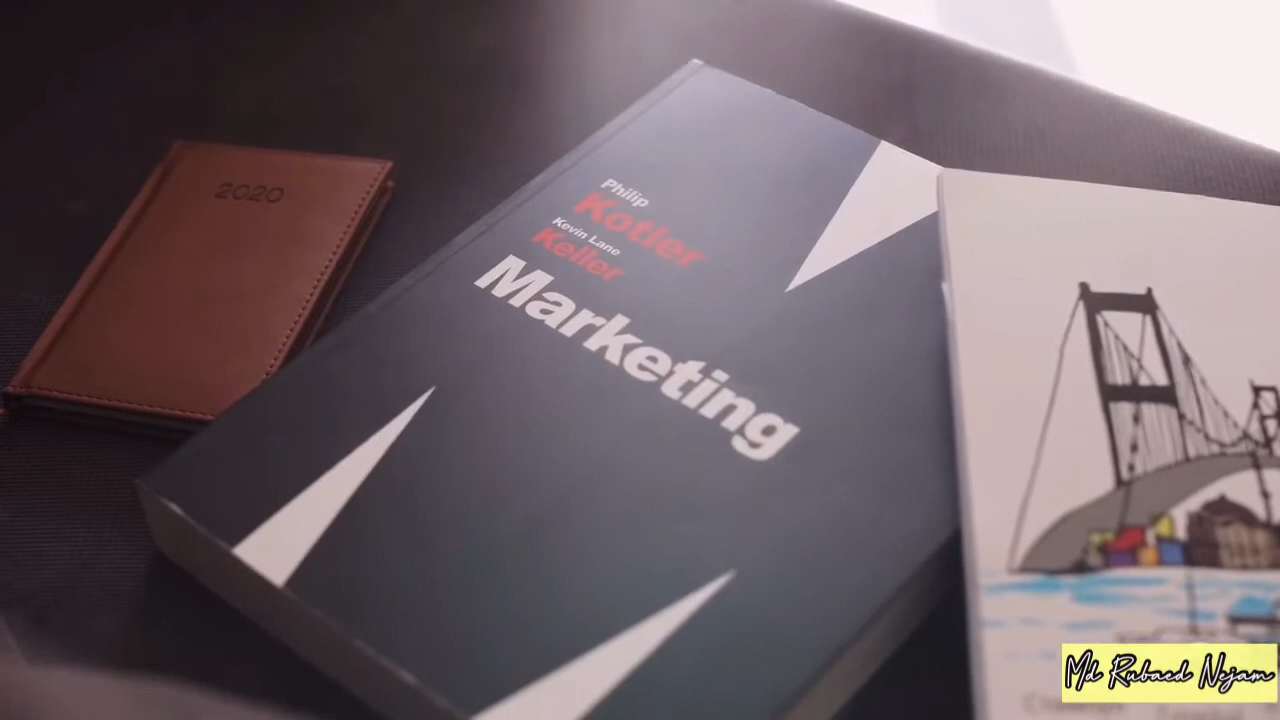 2020
Philip
Kotler
Kevin Lane
Keller
Marketing
Md Rubaed Nejam